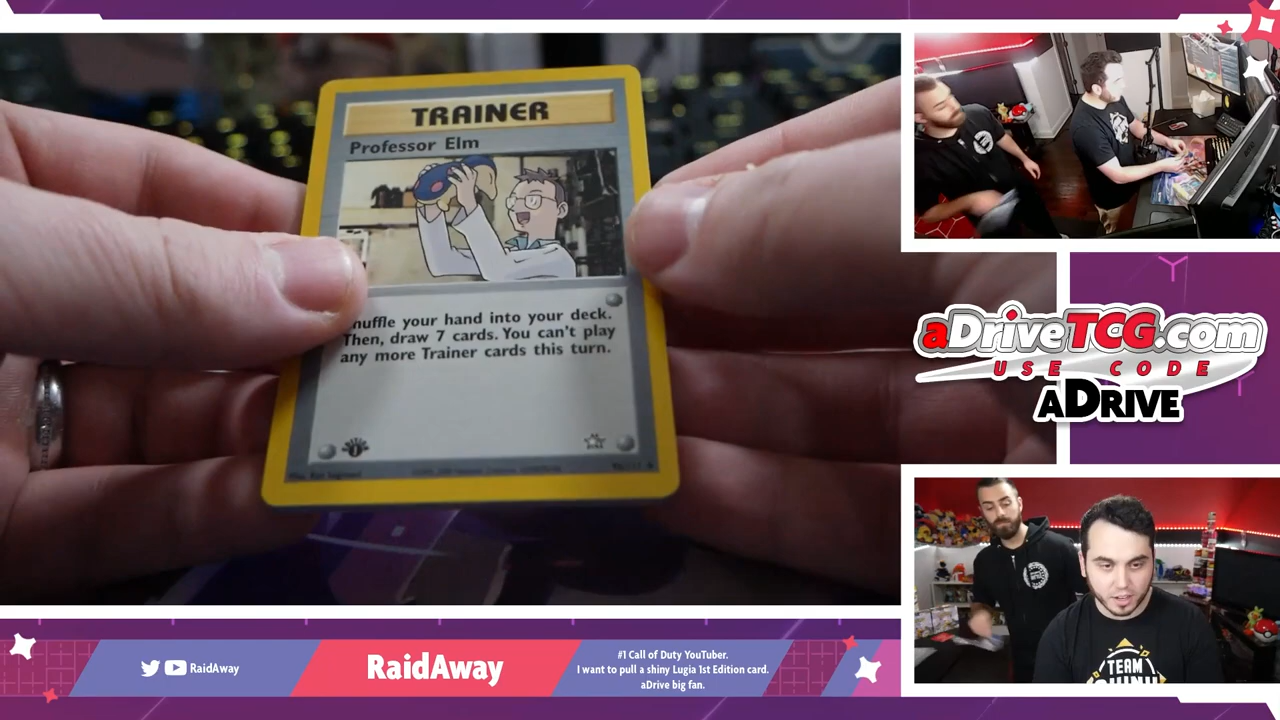 TRAINER
Professor Elm
huffle your hand into your deck.
Then, draw 7 cards. You can't play
any more Trainer cards this turn.
1
aDriveTCG.com
USE CODE
aDrive
TEAM
RaidAway
RaidAway
#1 Call of Duty YouTuber.
I want to pull a shiny Lugia 1st Edition card.
aDrive big fan.